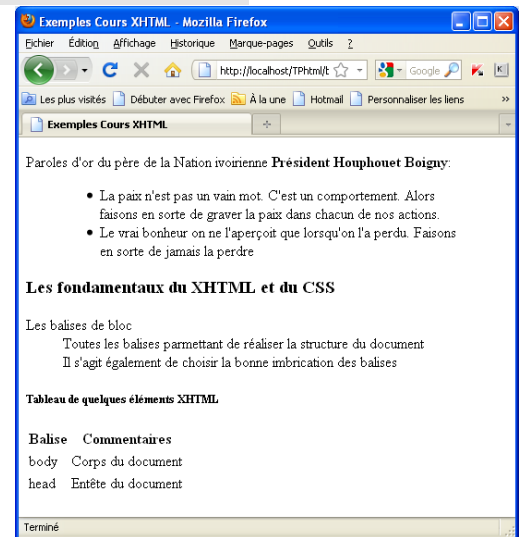 Exemples Cours XHTML - Mozilla Firefox
Fichier Édition Affichage Historique Marque-pages Outils ?
http://localhost/TPhtml/t Google
Les plus visités Débuter avec Firefox À la une Hotmail Personnaliser les liens »
Exemples Cours XHTML
Paroles d'or du père de la Nation ivoirienne Président Houphouet Boigny:
• La paix n'est pas un vain mot. C'est un comportement. Alors
faisons en sorte de graver la paix dans chacun de nos actions.
• Le vrai bonheur on ne l'aperçoit que lorsqu'on l'a perdu. Faisons
en sorte de jamais la perdre
Les fondamentaux du XHTML et du CSS
Les balises de bloc
Toutes les balises parmettant de réaliser la structure du document
Il s'agit également de choisir la bonne imbrication des balises
Tableau de quelques éléments XHTML
Balise Commentaires
body Corps du document
head Entête du document
Terminé